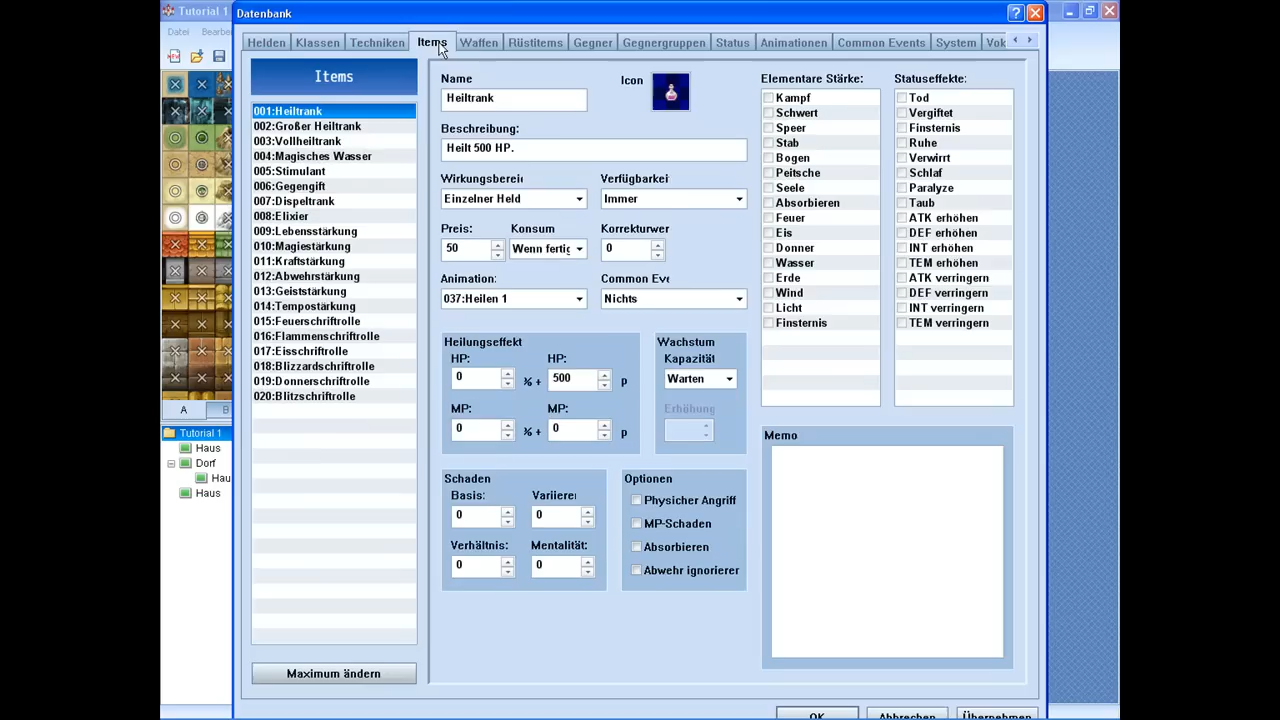 Tutorial 1
Datenbank
Datei
Helden Klassen Techniken Items Waffen Rüstitems Gegner Gegnergruppen Status Animationen Common Events System Vok
Items
001:Heiltrank
002:Großer Heiltrank
003:Vollheiltrank
004:Magisches Wasser
005:Stimulant
006:Gegengift
007:Dispeltrank
008:Elixier
009:Lebensstärkung
010:Magiestärkung
011:Kraftstärkung
012:Abwehrstärkung
013:Geiststärkung
014:Tempostärkung
015:Feuerschriftrolle
016:Flammenschriftrolle
017:Eisschriftrolle
018:Blizzardschriftrolle
019:Donnerschriftrolle
020:Blitzschriftrolle
Maximum ändern
Name
Heiltrank
Icon
Beschreibung:
Heilt 500 HP.
Wirkungsberei Verfügbarkei
Einzelner Held Immer
Preis: Konsum Korrekturwer
50 Wenn fertig 0
Animation: Common Eve
037:Heilen 1 Nichts
Heilungseffekt
HP: HP:
0 % + 500 p
MP: MP:
0 % + 0 p
Wachstum
Kapazität
Warten
Erhöhung
Schaden
Basis: Variierei
0 0
Verhältnis: Mentalität:
0 0
Optionen
Physicher Angriff
MP-Schaden
Absorbieren
Abwehr ignorierer
Elementare Stärke:
Kampf
Schwert
Speer
Stab
Bogen
Peitsche
Seele
Absorbieren
Feuer
Eis
Donner
Wasser
Erde
Wind
Licht
Finsternis
Statuseffekte:
Tod
Vergiftet
Finsternis
Ruhe
Verwirrt
Schlaf
Paralyze
Taub
ATK erhöhen
DEF erhöhen
INT erhöhen
TEM erhöhen
ATK verringern
DEF verringern
INT verringern
TEM verringern
Memo
A B
Tutorial 1
Haus
Dorf
Hau
Haus
OK Abbrechen Übernehmen